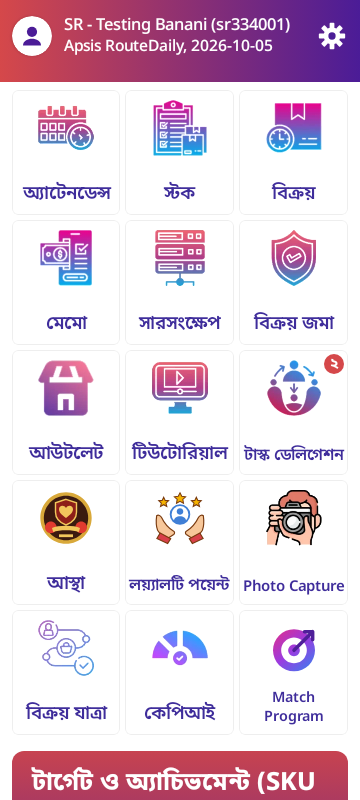 SR - Testing Banani (sr334001)
Apsis RouteDaily, 2026-10-05
অ্যাটেনডেন্স
স্টক
বিক্রয়
মেমো
সারসংক্ষেপ
বিক্রয় জমা
২
আউটলেট
টিউটোরিয়াল
টাস্ক ডেলিগেশন
আস্থা
লয়্যালটি পয়েন্ট
Photo Capture
বিক্রয় যাত্রা
কেপিআই
Match
Program
টার্গেট ও অ্যাচিভমেন্ট (SKU